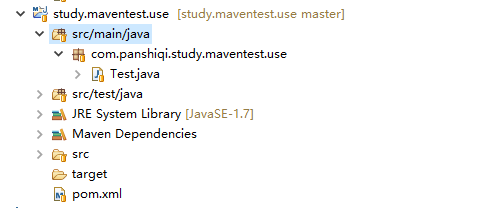 study.maventest.use [study.maventest.use master]
src/main/java
com.panshiqi.study.maventest.use
Test.java
src/test/java
JRE System Library [JavaSE-1.7]
Maven Dependencies
src
target
pom.xml